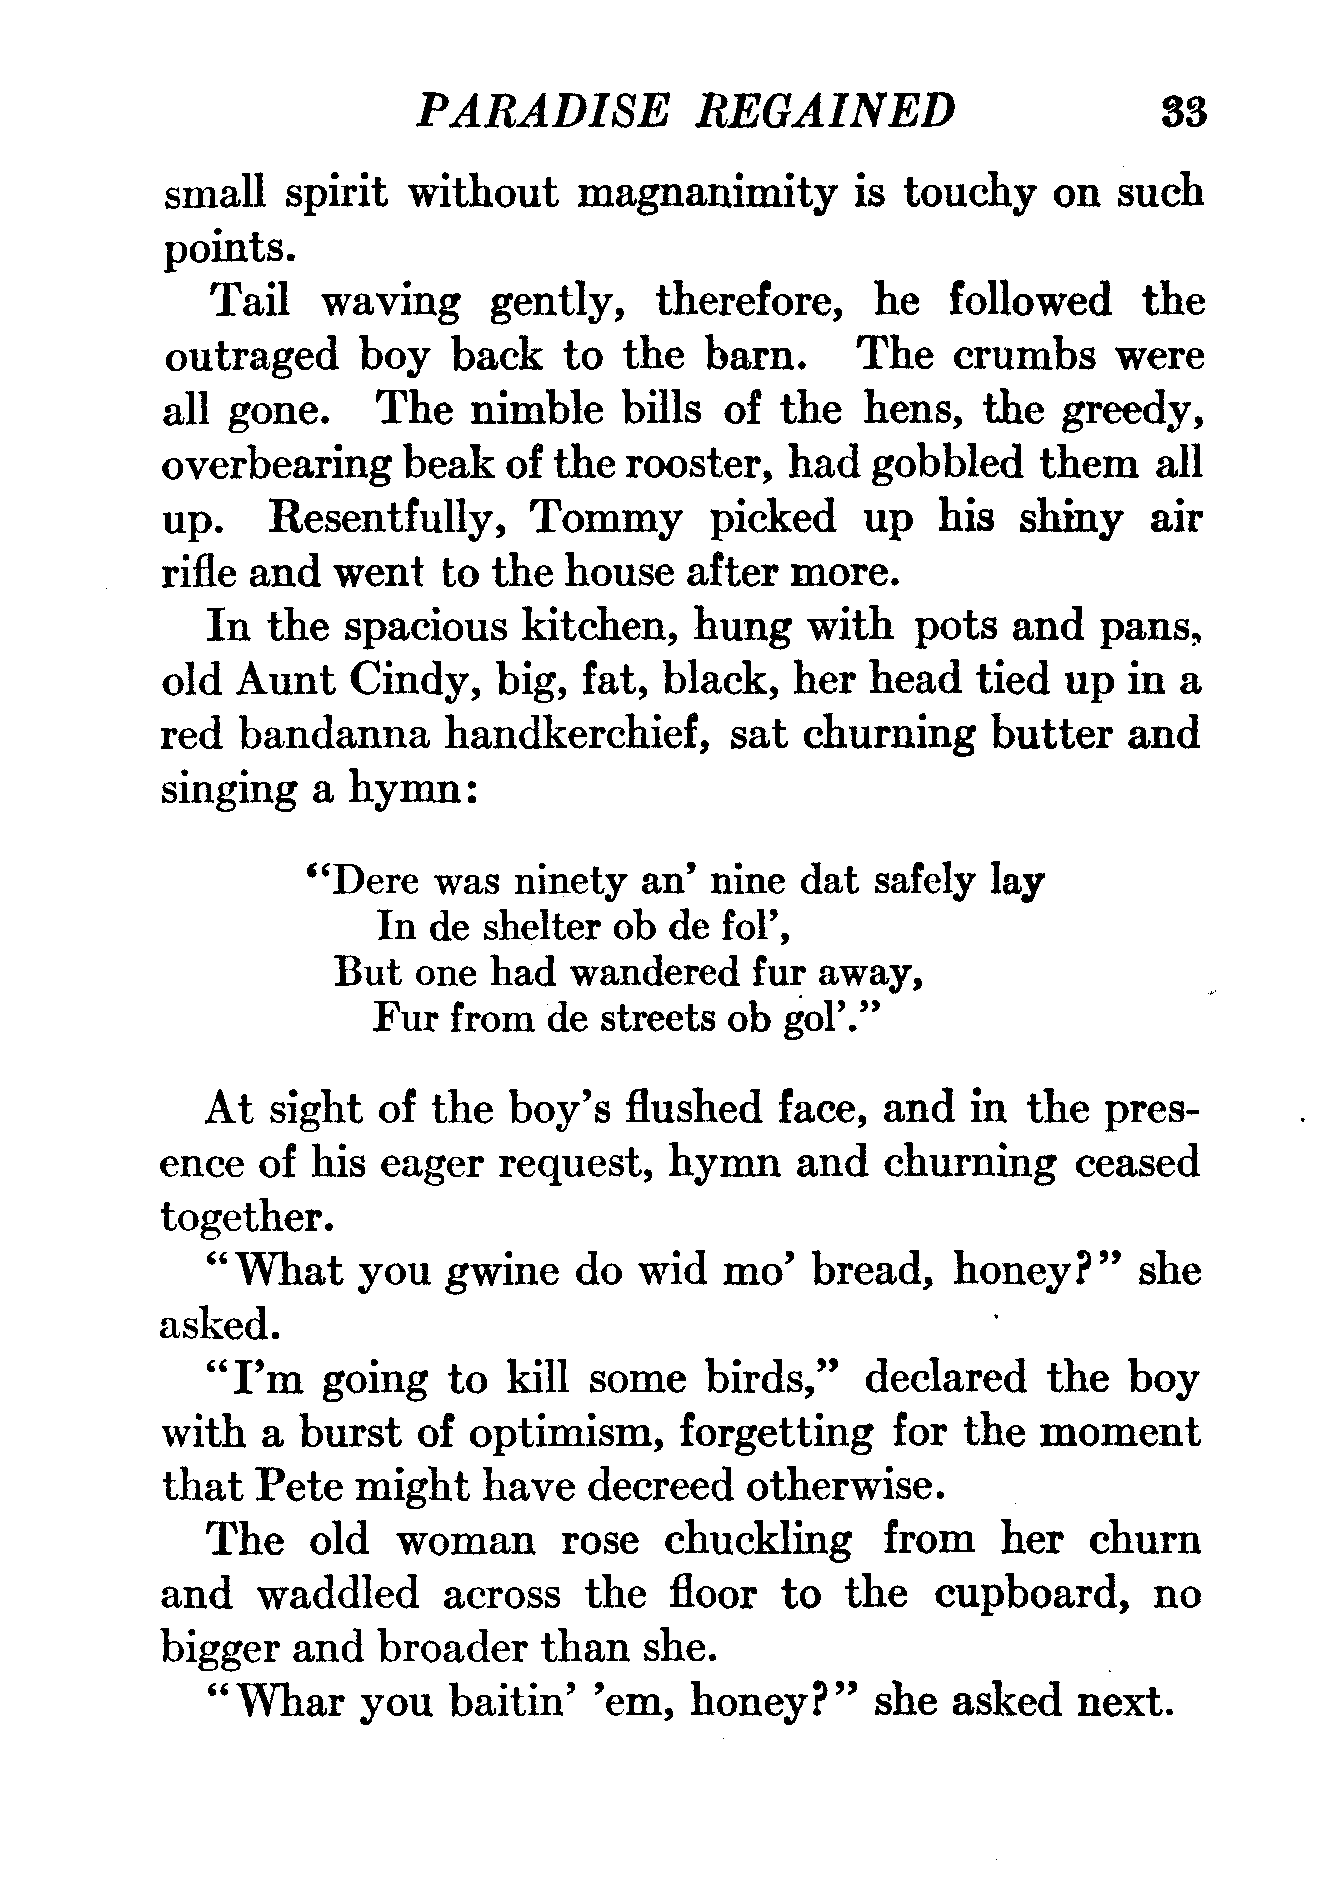 PARADISE REGAINED 33
small spirit without magnanimity is touchy on such
points.
Tail waving gently, therefore, he followed the
outraged boy back to the barn. The crumbs were
all gone. The nimble bills of the hens, the greedy,
overbearing beak of the rooster, had gobbled them all
up. Resentfully, Tommy picked up his shiny air
rifle and went to the house after more.
In the spacious kitchen, hung with pots and pans,
old Aunt Cindy, big, fat, black, her head tied up in a
red bandanna handkerchief, sat churning butter and
singing a hymn:
“Dere was ninety an’ nine dat safely lay
In de shelter ob de fol’,
But one had wandered fur away,
Fur from de streets ob gol’.”
At sight of the boy’s flushed face, and in the pres-
ence of his eager request, hymn and churning ceased
together.
“What you gwine do wid mo’ bread, honey?” she
asked.
“I’m going to kill some birds,” declared the boy
with a burst of optimism, forgetting for the moment
that Pete might have decreed otherwise.
The old woman rose chuckling from her churn
and waddled across the floor to the cupboard, no
bigger and broader than she.
“Whar you baitin’ ’em, honey?” she asked next.